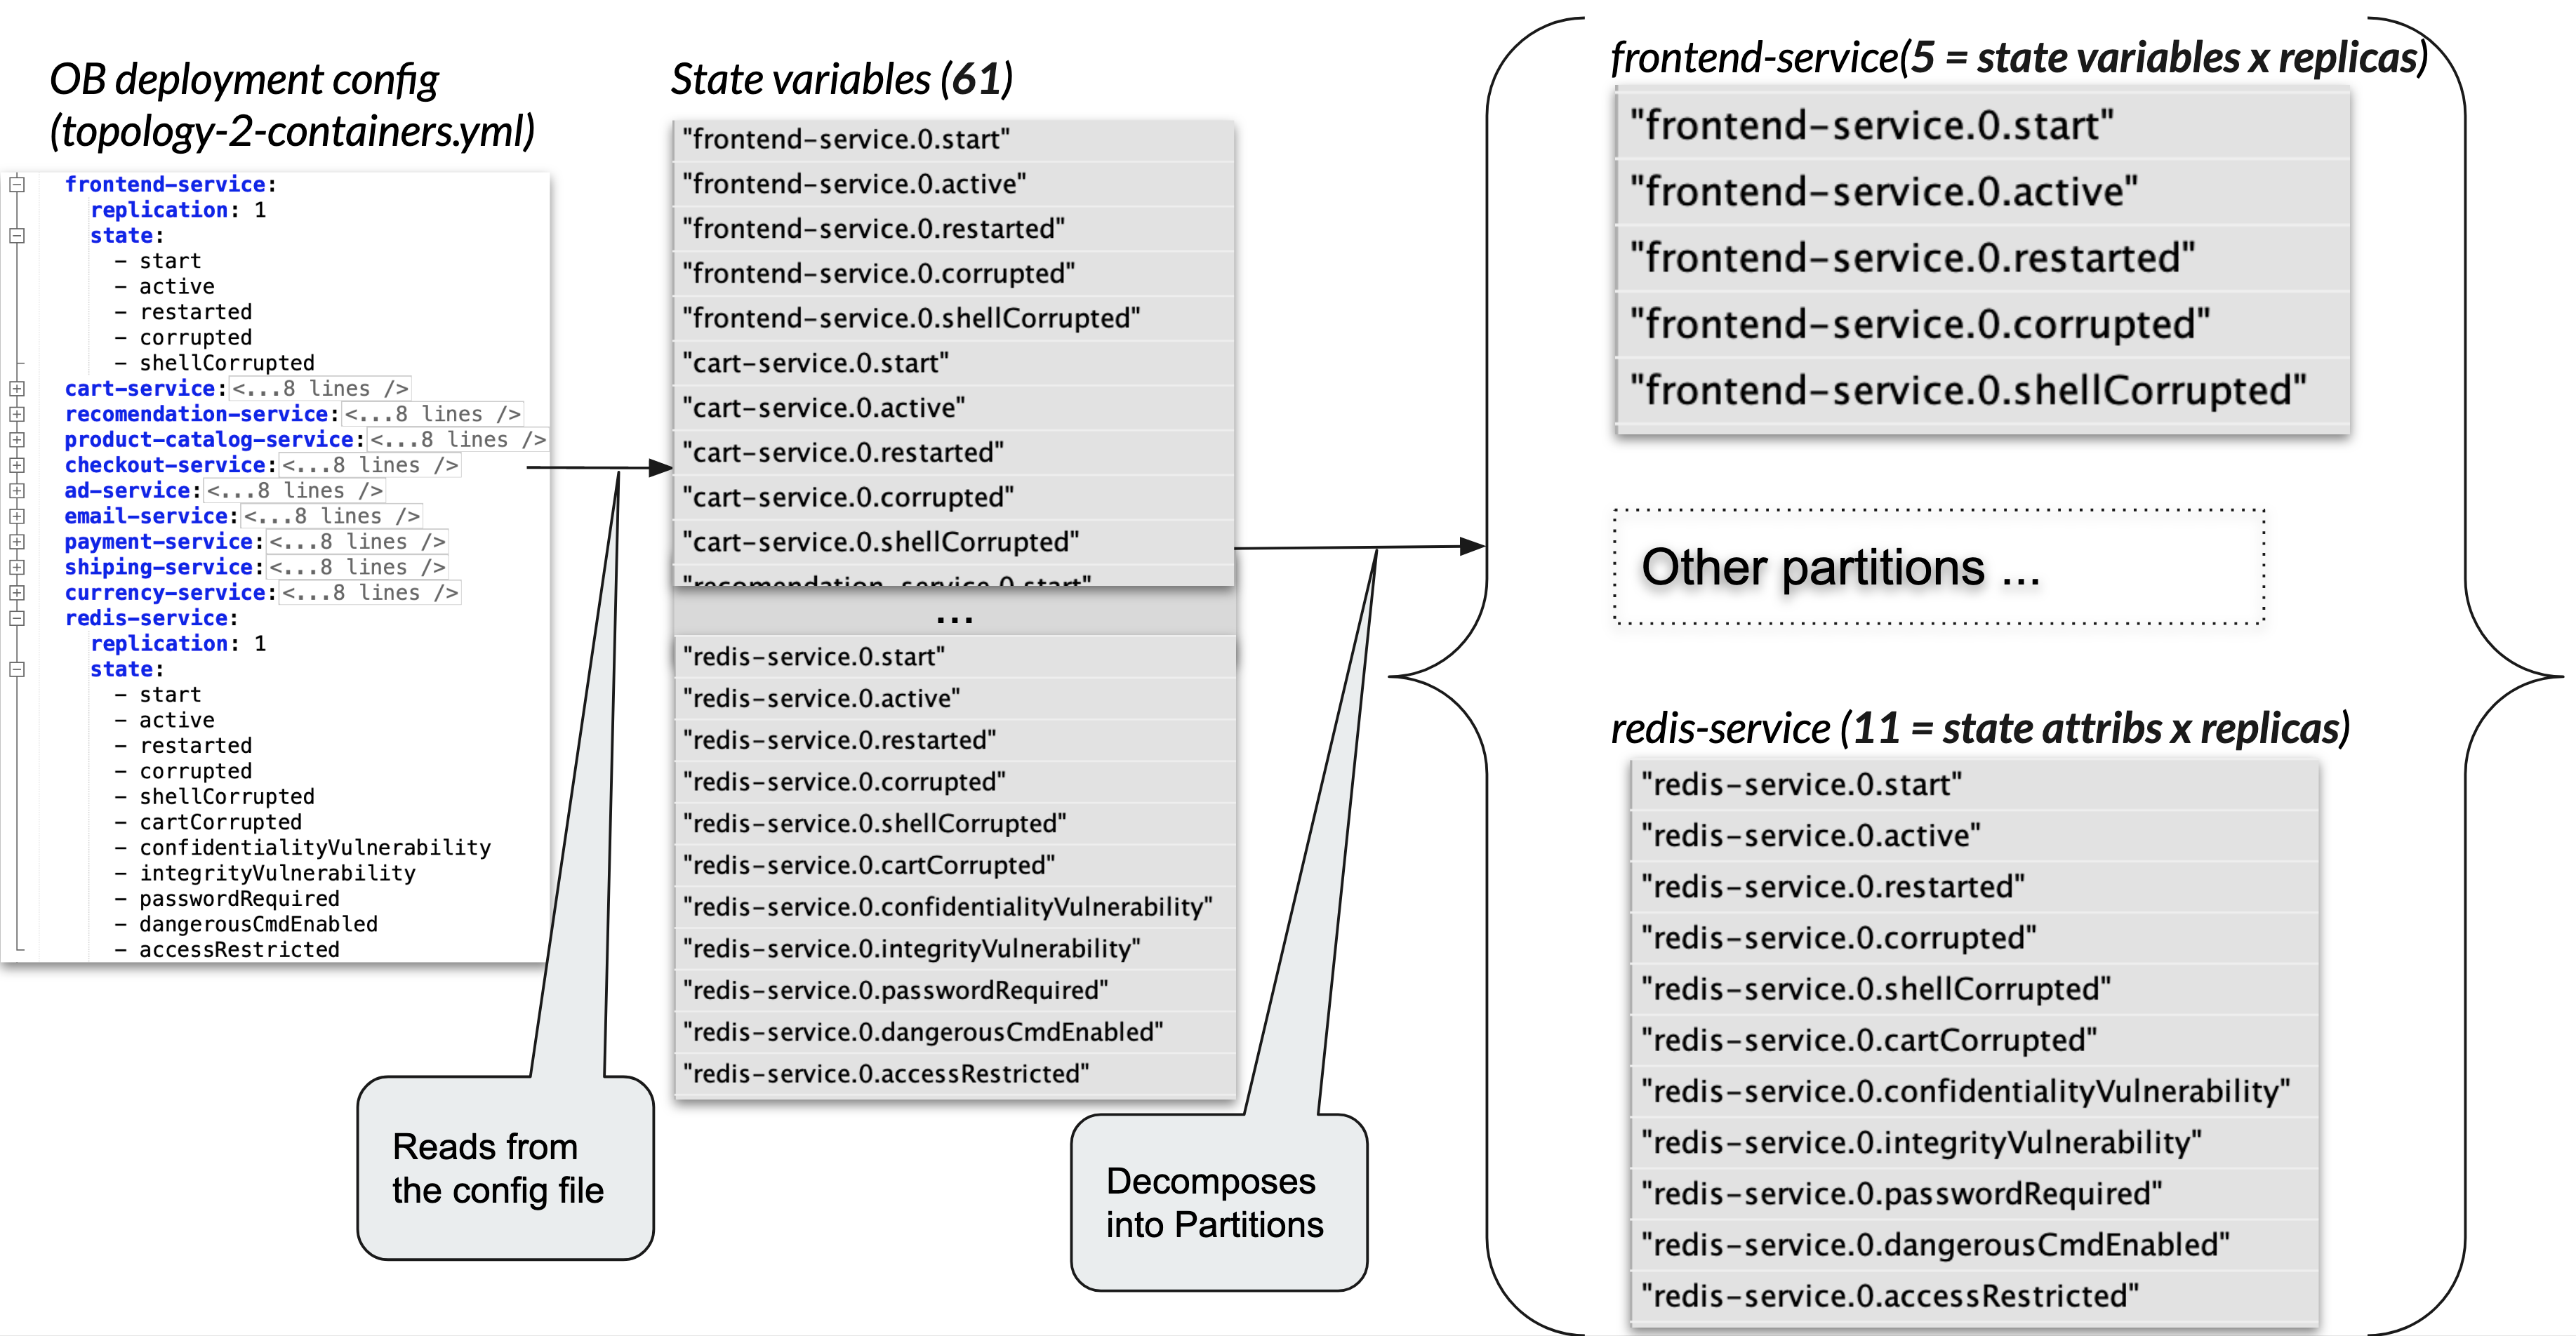 OB deployment config
(topology-2-containers.yml)
frontend-service:
replication: 1
state:
- start
- active
- restarted
- corrupted
- shellCorrupted
cart-service:<...8 lines />
recomendation-service:<...8 lines />
product-catalog-service:<...8 lines />
checkout-service:<...8 lines />
ad-service:<...8 lines />
email-service:<...8 lines />
payment-service:<...8 lines />
shiping-service:<...8 lines />
currency-service:<...8 lines />
redis-service:
replication: 1
state:
- start
- active
- restarted
- corrupted
- shellCorrupted
- cartCorrupted
- confidentialityVulnerability
- integrityVulnerability
- passwordRequired
- dangerousCmdEnabled
- accessRestricted
Reads from
the config file
State variables (61)
"frontend-service.0.start"
"frontend-service.0.active"
"frontend-service.0.restarted"
"frontend-service.0.corrupted"
"frontend-service.0.shellCorrupted"
"cart-service.0.start"
"cart-service.0.active"
"cart-service.0.restarted"
"cart-service.0.corrupted"
"cart-service.0.shellCorrupted"
"recomendation-service.0.start"
...
"redis-service.0.start"
"redis-service.0.active"
"redis-service.0.restarted"
"redis-service.0.corrupted"
"redis-service.0.shellCorrupted"
"redis-service.0.cartCorrupted"
"redis-service.0.confidentialityVulnerability"
"redis-service.0.integrityVulnerability"
"redis-service.0.passwordRequired"
"redis-service.0.dangerousCmdEnabled"
"redis-service.0.accessRestricted"
Decomposes
into Partitions
frontend-service(5 = state variables x replicas)
"frontend-service.0.start"
"frontend-service.0.active"
"frontend-service.0.restarted"
"frontend-service.0.corrupted"
"frontend-service.0.shellCorrupted"
Other partitions ...
redis-service (11 = state attribs x replicas)
"redis-service.0.start"
"redis-service.0.active"
"redis-service.0.restarted"
"redis-service.0.corrupted"
"redis-service.0.shellCorrupted"
"redis-service.0.cartCorrupted"
"redis-service.0.confidentialityVulnerability"
"redis-service.0.integrityVulnerability"
"redis-service.0.passwordRequired"
"redis-service.0.dangerousCmdEnabled"
"redis-service.0.accessRestricted"